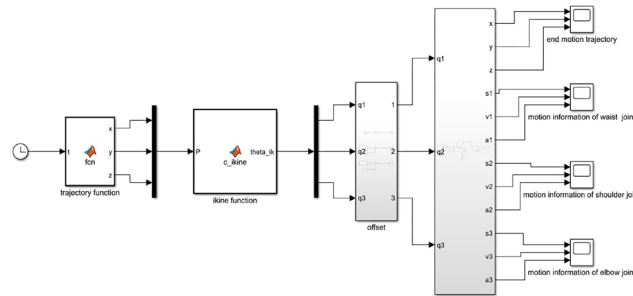 t
fcn
x
y
z
trajectory function
P
c_ikine
theta_ik
ikine function
q1
q2
q3
1
2
3
offset
q1
q2
q3
x
y
z
s1
v1
a1
s2
v2
a2
s3
v3
a3
end motion trajectory
motion information of waist join
motion information of shoulder joi
motion information of elbow join